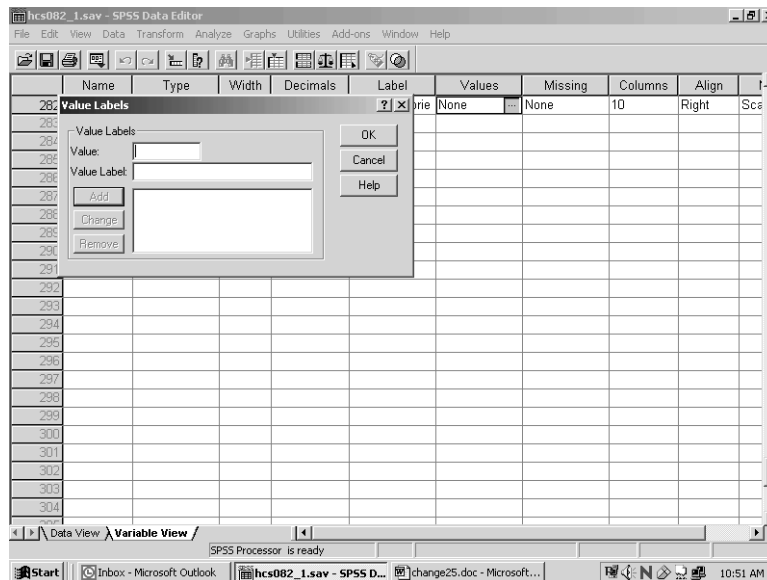 hcs082_1.sav - SPSS Data Editor
File Edit View Data Transform Analyze Graphs Utilities Add-ons Window Help
Name Type Width Decimals Label Values Missing Columns Align
282 None ... None 10 Right Sca
Value Labels ? X
Value Labels
Value:
Value Label:
Add
Change
Remove
OK
Cancel
Help
283
284
285
286
287
288
289
290
291
292
293
294
295
296
297
298
299
300
301
302
303
304
Data View Variable View
SPSS Processor is ready
Start Inbox - Microsoft Outlook hcs082_1.sav - SPSS D... change25.doc - Microsoft... 10:51 AM